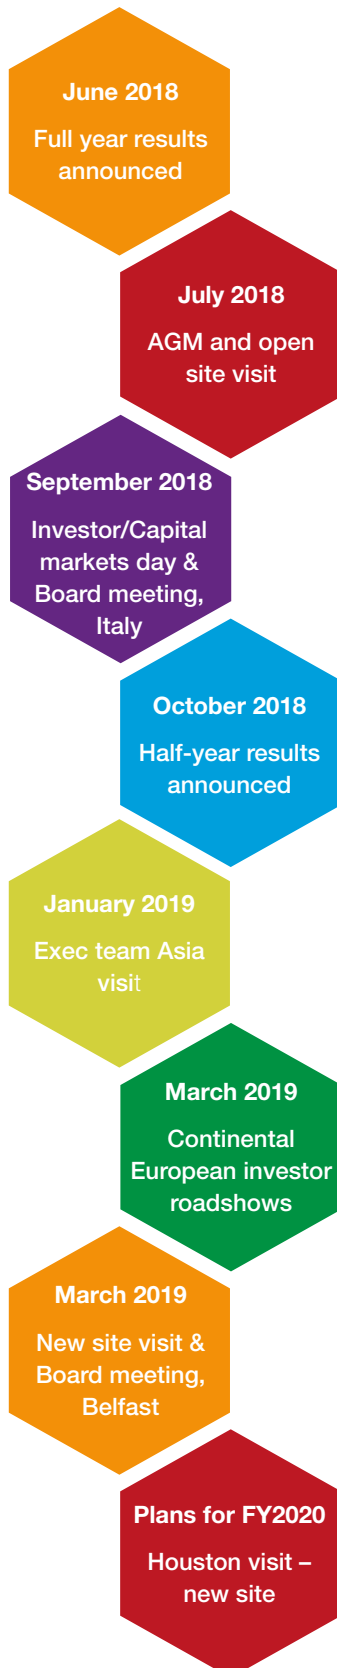 June 2018
Full year results
announced
July 2018
AGM and open
site visit
September 2018
Investor/Capital
markets day &
Board meeting,
Italy
October 2018
Half-year results
announced
January 2019
Exec team Asia
visit
March 2019
Continental
European investor
roadshows
March 2019
New site visit &
Board meeting,
Belfast
Plans for FY2020
Houston visit –
new site